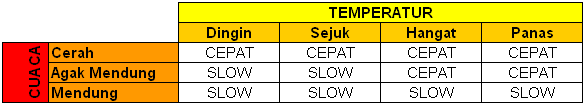 TEMPERATUR
Dingin Sejuk Hangat Panas
CUACA
Cerah CEPAT CEPAT CEPAT CEPAT
Agak Mendung SLOW SLOW CEPAT CEPAT
Mendung SLOW SLOW SLOW SLOW